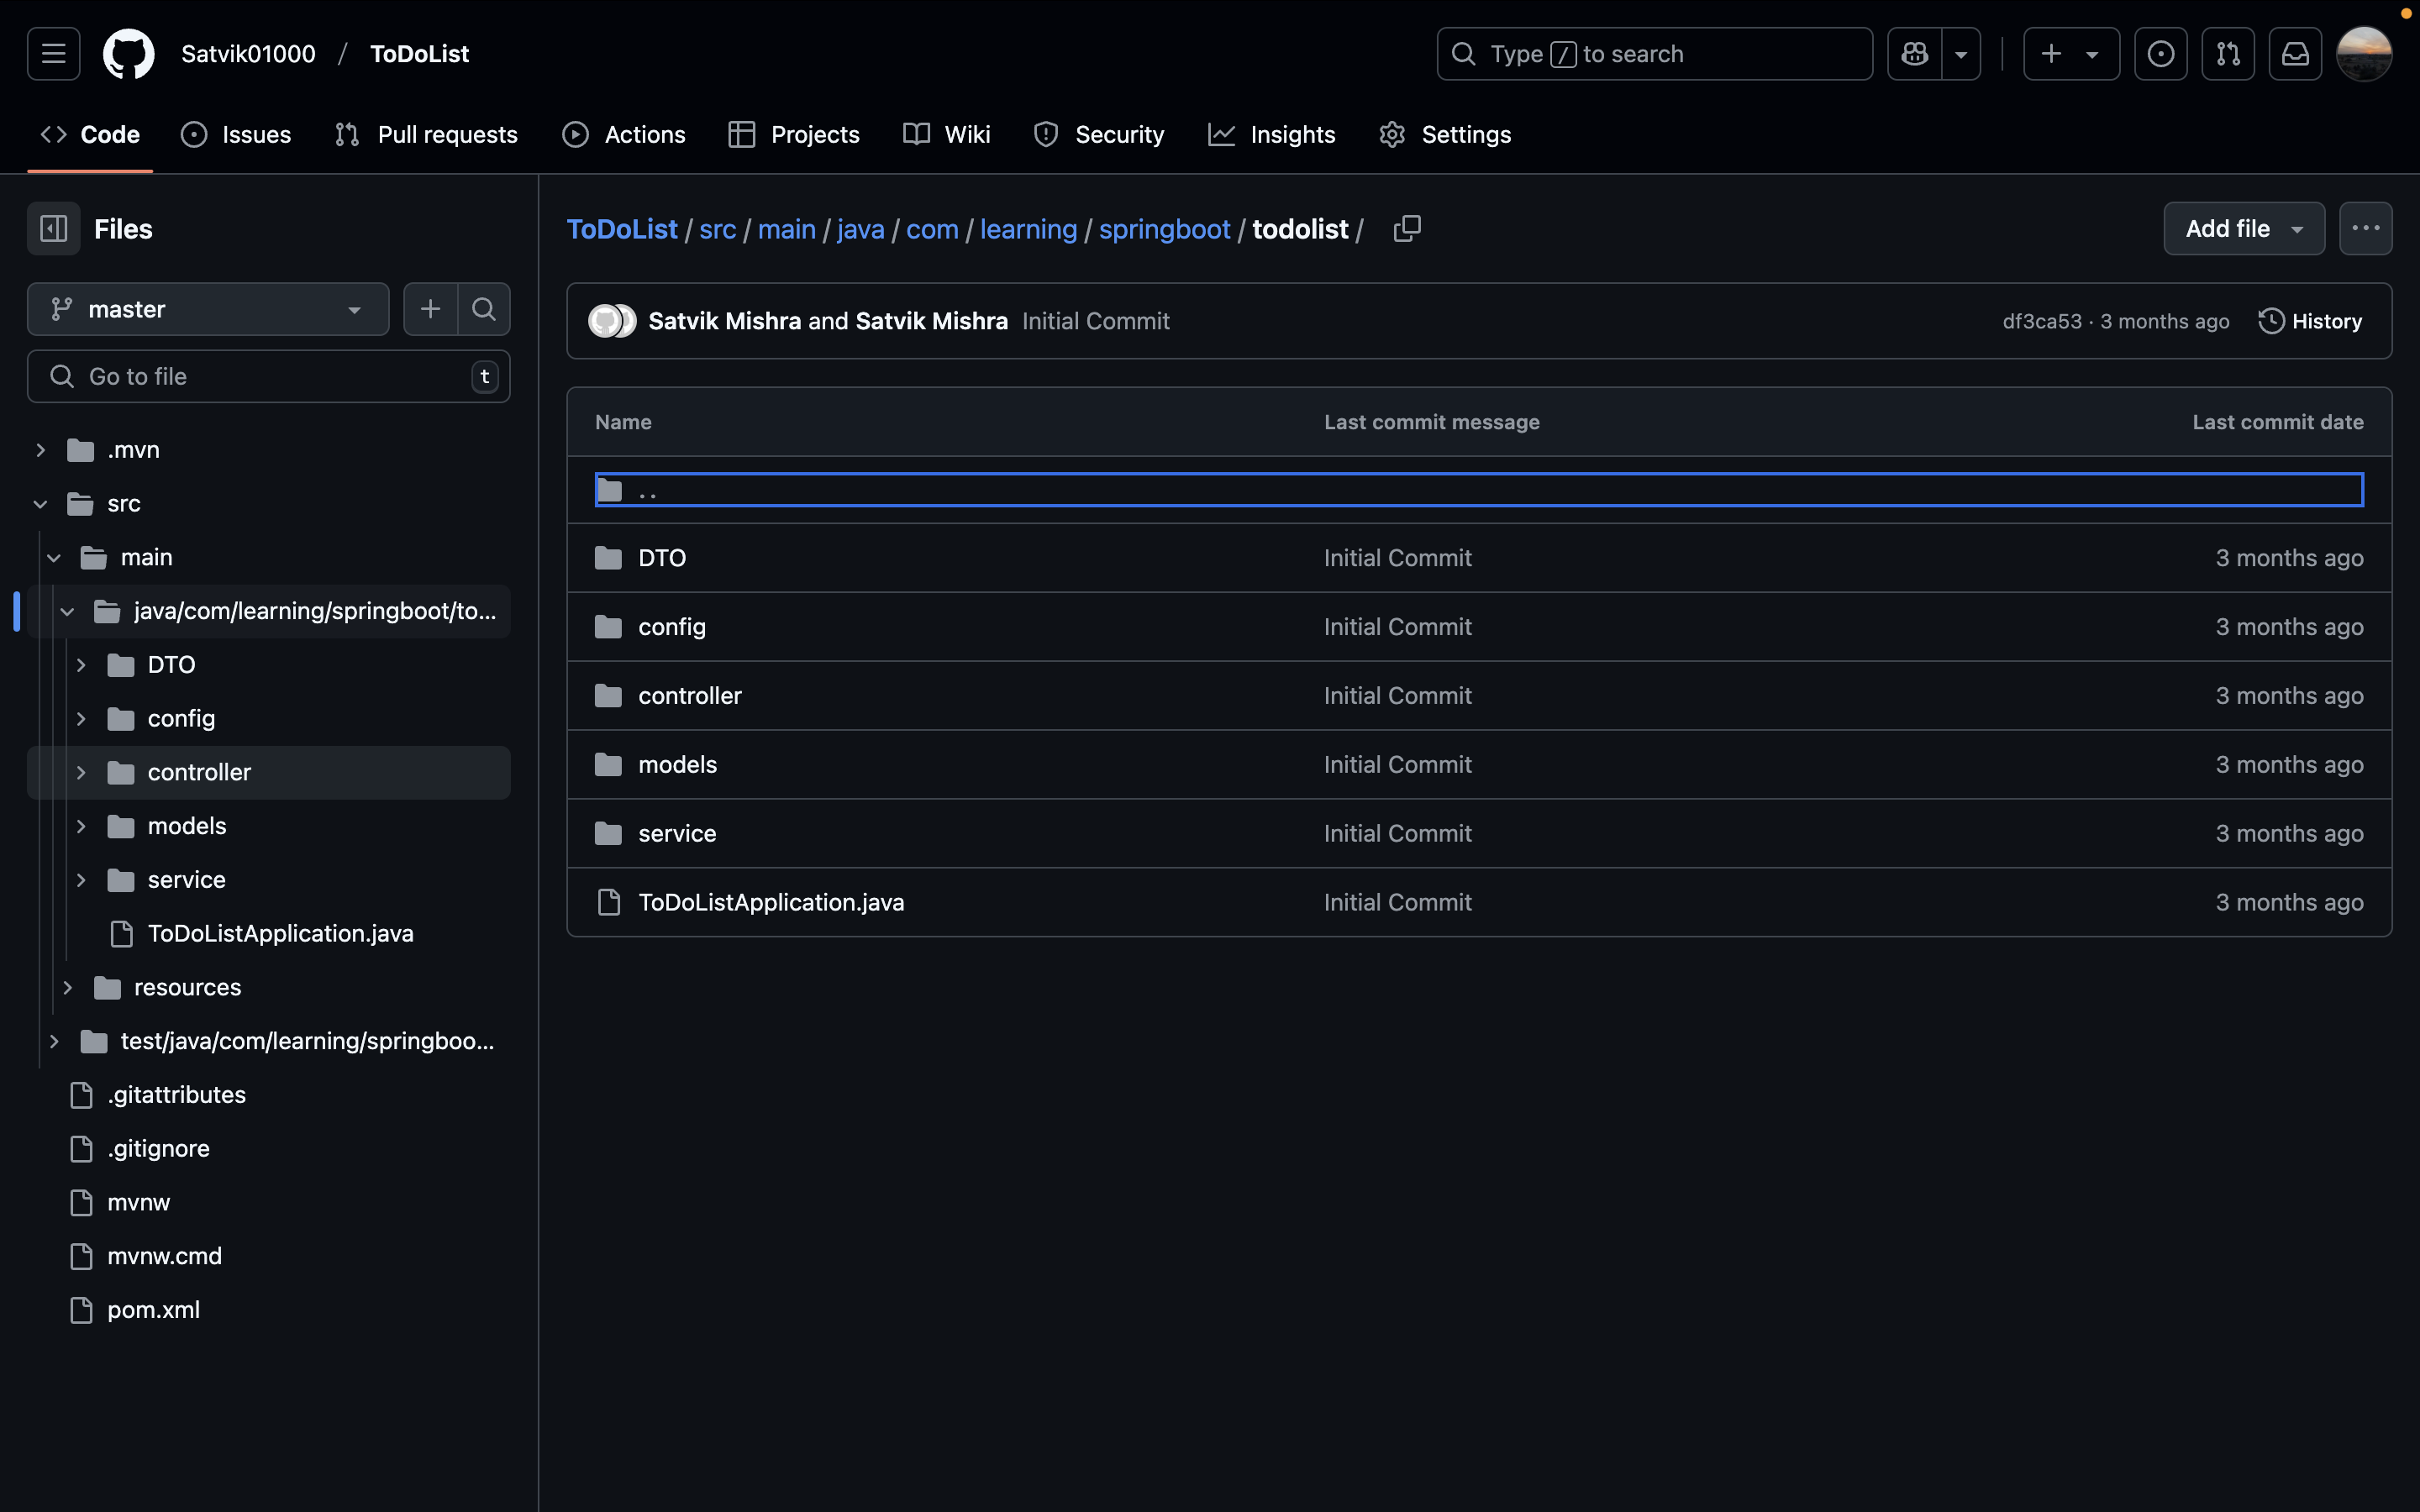 Satvik01000 / ToDoList
Type / to search
Code
Issues
Pull requests
Actions
Projects
Wiki
Security
Insights
Settings
Files
master
Go to file
t
.mvn
src
main
java/com/learning/springboot/to...
DTO
config
controller
models
service
ToDoListApplication.java
resources
test/java/com/learning/springboo...
.gitattributes
.gitignore
mvnw
mvnw.cmd
pom.xml
ToDoList / src / main / java / com / learning / springboot / todolist /
Add file
Satvik Mishra and Satvik Mishra Initial Commit
df3ca53 · 3 months ago
History
Name Last commit message Last commit date
..
DTO Initial Commit 3 months ago
config Initial Commit 3 months ago
controller Initial Commit 3 months ago
models Initial Commit 3 months ago
service Initial Commit 3 months ago
ToDoListApplication.java Initial Commit 3 months ago